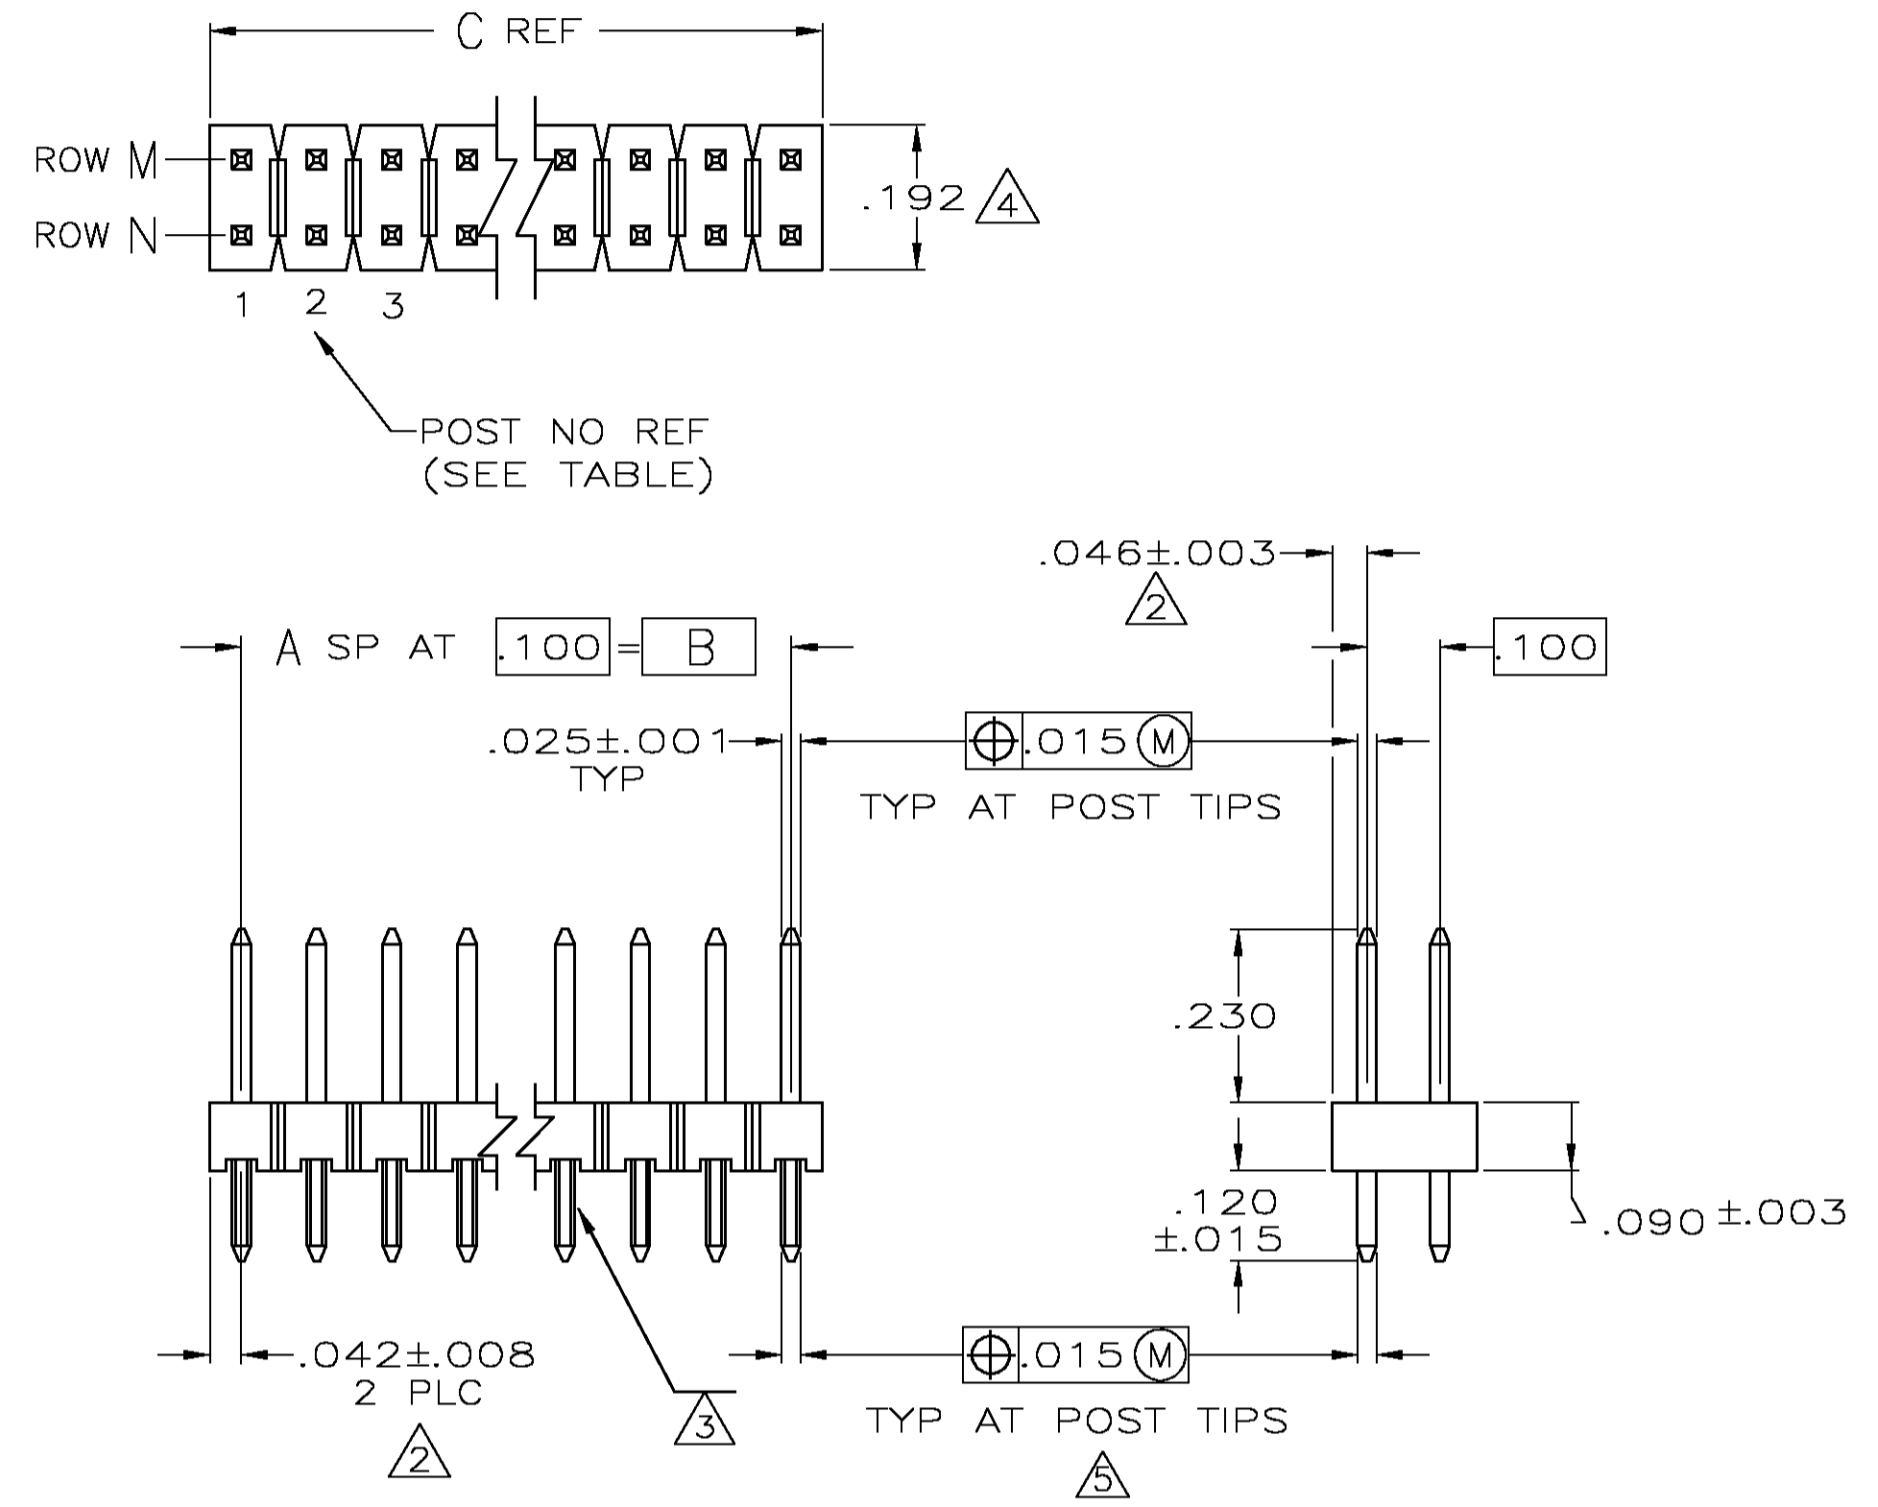 C REF
ROW M
ROW N
.192 4
1 2 3
POST NO REF
(SEE TABLE)
.046±.003
2
A SP AT .100 = B
.100
.025±.001
TYP
⌖ .015 Ⓜ
TYP AT POST TIPS
.230
.120
±.015
.090 ±.003
.042±.008
2 PLC
2
3
⌖ .015 Ⓜ
TYP AT POST TIPS
5